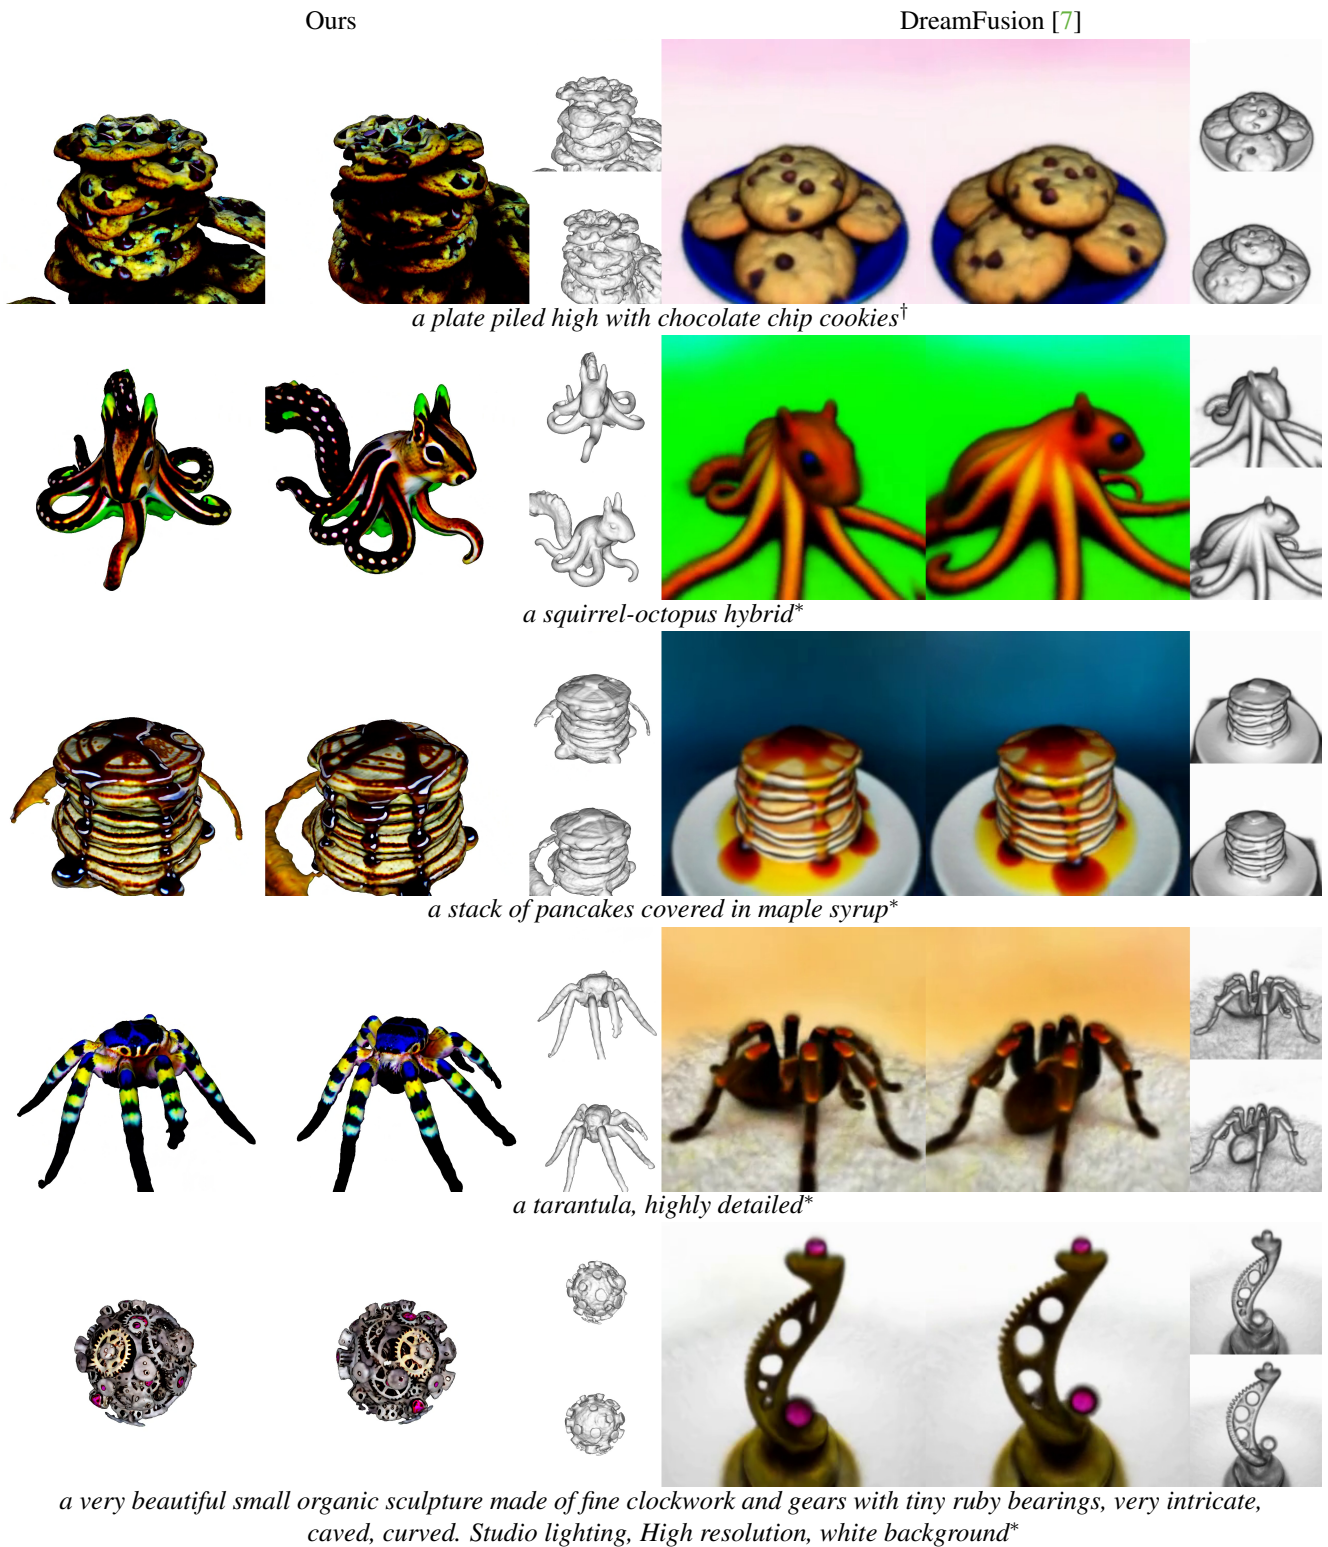 Ours
DreamFusion [7]
a plate piled high with chocolate chip cookies†
a squirrel-octopus hybrid*
a stack of pancakes covered in maple syrup*
a tarantula, highly detailed*
a very beautiful small organic sculpture made of fine clockwork and gears with tiny ruby bearings, very intricate,
caved, curved. Studio lighting, High resolution, white background*